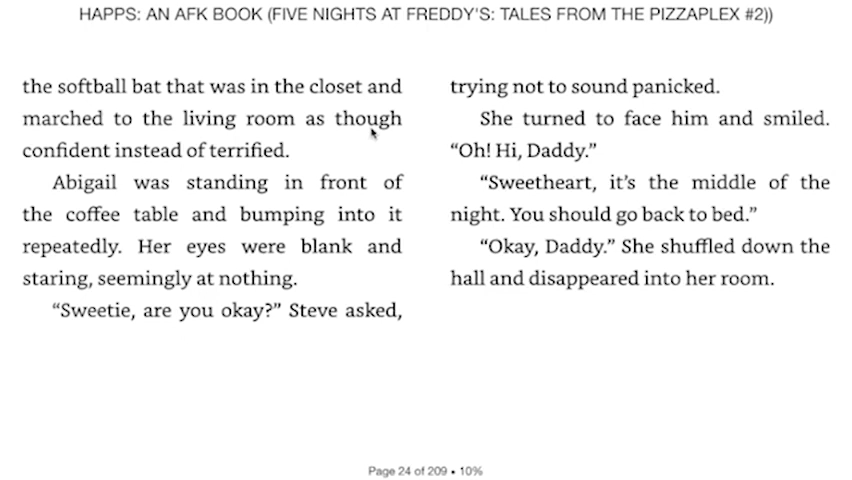 HAPPS: AN AFK BOOK (FIVE NIGHTS AT FREDDY'S: TALES FROM THE PIZZAPLEX #2))
the softball bat that was in the closet and
marched to the living room as though
confident instead of terrified.
Abigail was standing in front of
the coffee table and bumping into it
repeatedly. Her eyes were blank and
staring, seemingly at nothing.
“Sweetie, are you okay?” Steve asked,
trying not to sound panicked.
She turned to face him and smiled.
“Oh! Hi, Daddy.”
“Sweetheart, it’s the middle of the
night. You should go back to bed.”
“Okay, Daddy.” She shuffled down the
hall and disappeared into her room.
Page 24 of 209 • 10%